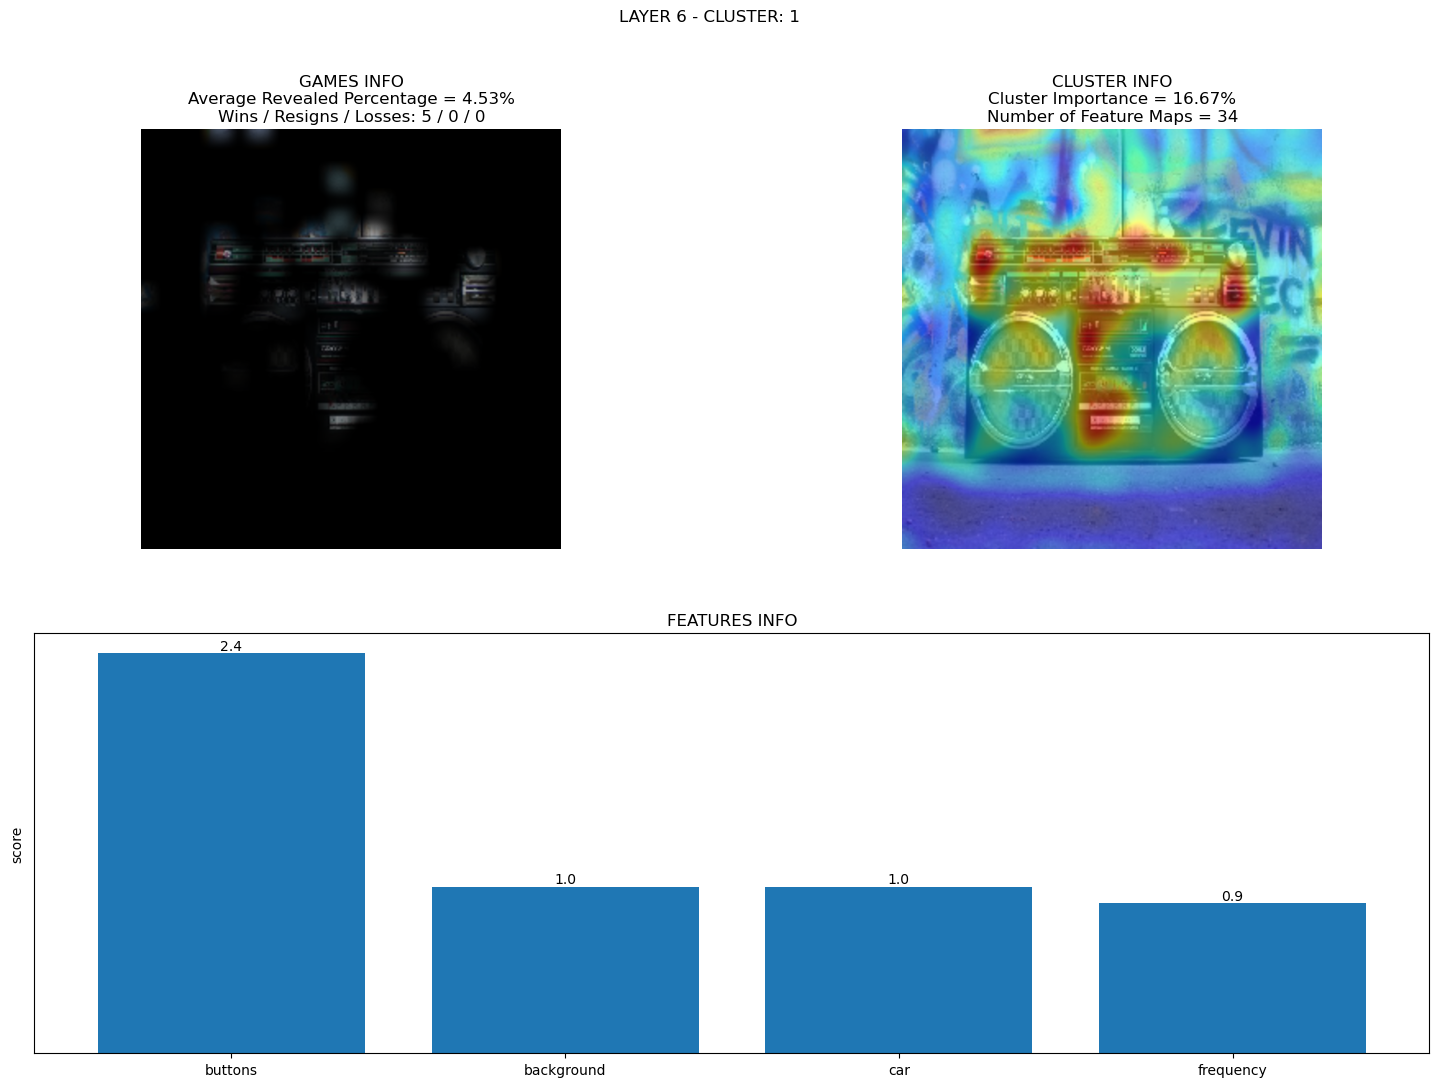 LAYER 6 - CLUSTER: 1
GAMES INFO
Average Revealed Percentage = 4.53%
Wins / Resigns / Losses: 5 / 0 / 0
CLUSTER INFO
Cluster Importance = 16.67%
Number of Feature Maps = 34
EVIN
FEATURES INFO
score
2.4
1.0
1.0
0.9
buttons
background
car
frequency